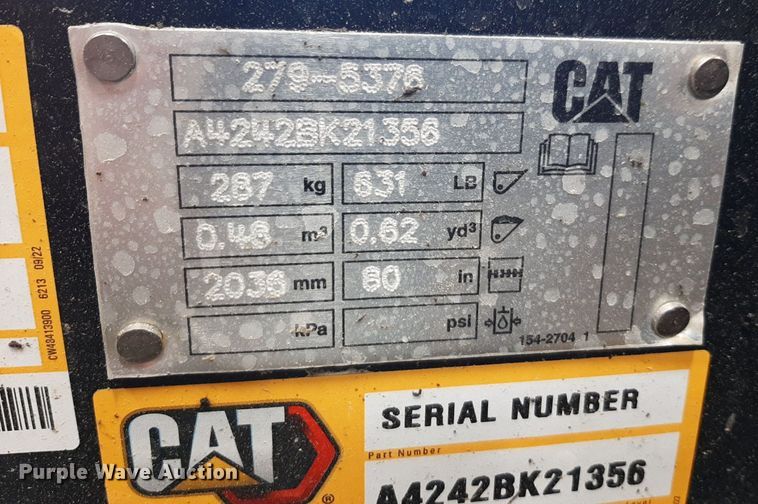 279-5376
CAT
A4242BK21356
287 kg 631 LB
0.48 m³ 0.62 yd³
2036 mm 80 in
kPa psi
154-2704 1
CW48413900 6213 09/22
CAT
®
SERIAL NUMBER
Part Number
A4242BK21356
Purple Wave Auction